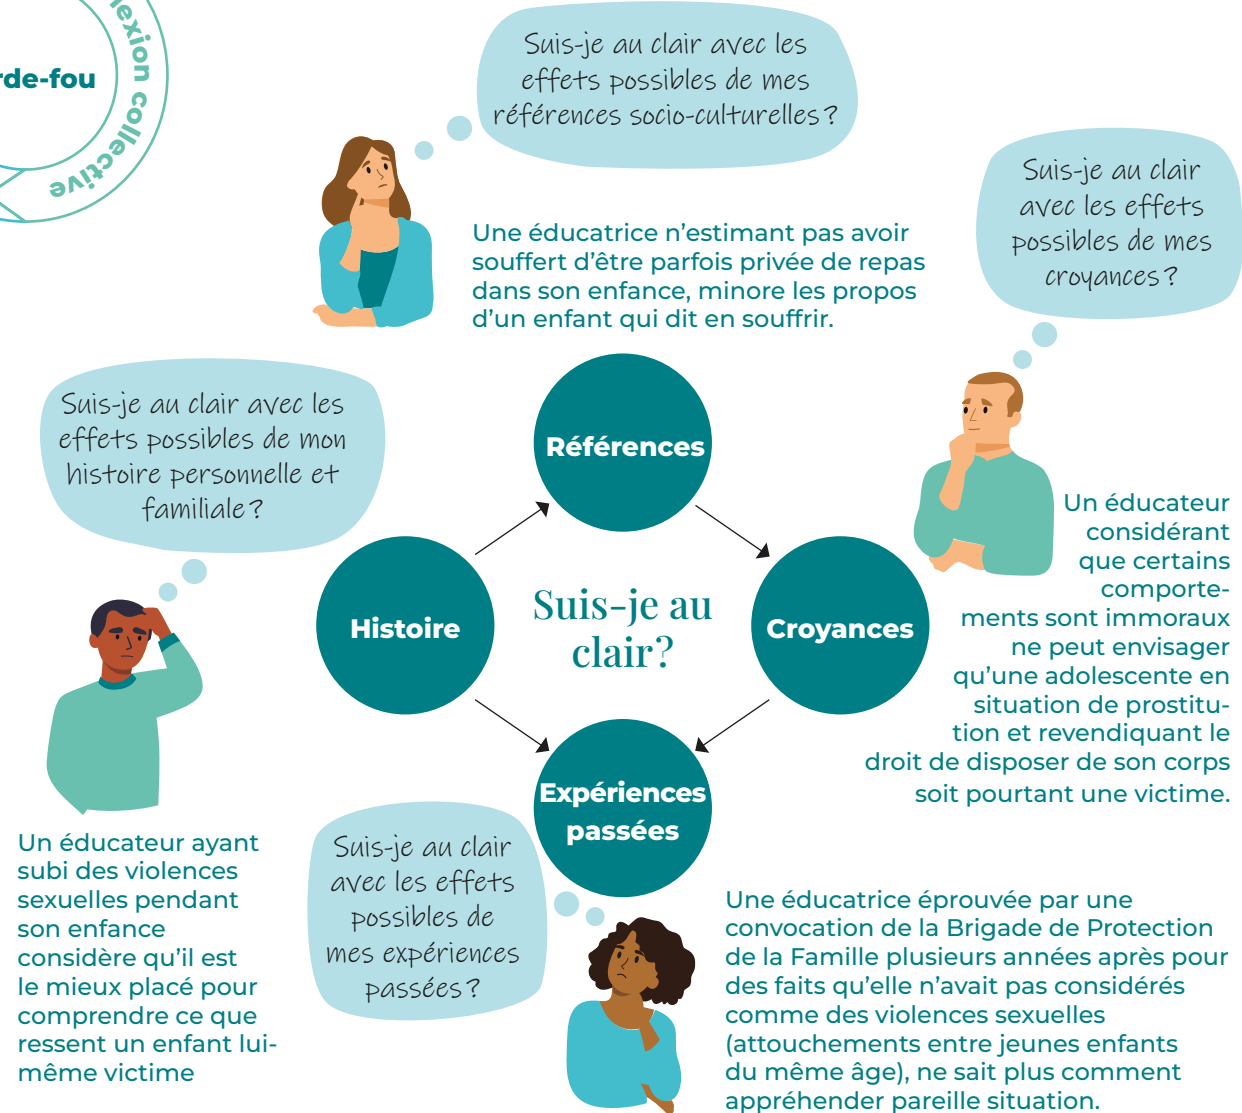 collective
Suis-je au clair avec les
effets possibles de mes
références socio-culturelles ?
Une éducatrice n’estimant pas avoir
souffert d’être parfois privée de repas
dans son enfance, minore les propos
d’un enfant qui dit en souffrir.
Suis-je au clair
avec les effets
possibles de mes
croyances ?
Suis-je au clair avec les
effets possibles de mon
histoire personnelle et
familiale ?
Références
Histoire
Suis-je au
clair?
Croyances
Expériences
passées
Un éducateur
considérant
que certains
comporte-
ments sont immoraux
ne peut envisager
qu’une adolescente en
situation de prostitu-
tion et revendiquant le
droit de disposer de son corps
soit pourtant une victime.
Un éducateur ayant
subi des violences
sexuelles pendant
son enfance
considère qu’il est
le mieux placé pour
comprendre ce que
ressent un enfant lui-
même victime
Suis-je au clair
avec les effets
possibles de
mes expériences
passées ?
Une éducatrice éprouvée par une
convocation de la Brigade de Protection
de la Famille plusieurs années après pour
des faits qu’elle n’avait pas considérés
comme des violences sexuelles
(attouchements entre jeunes enfants
du même âge), ne sait plus comment
appréhender pareille situation.